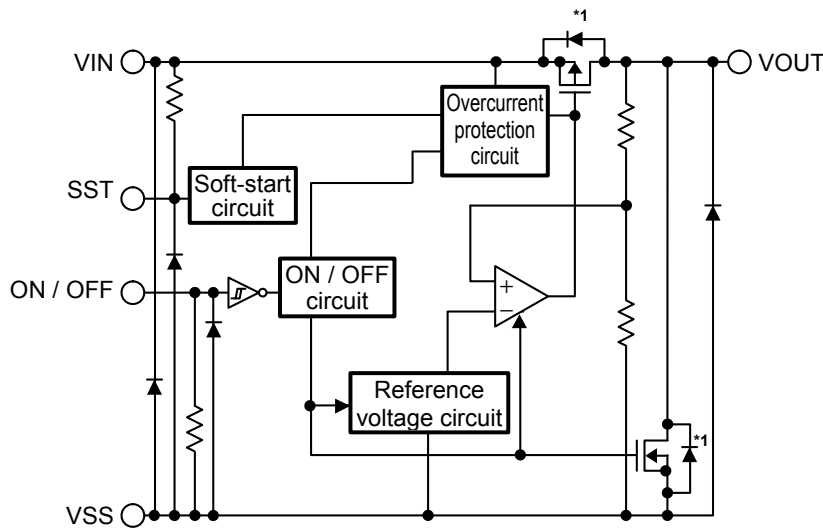 *1
VIN
VOUT
Overcurrent
protection
circuit
SST
Soft-start
circuit
ON / OFF
ON / OFF
circuit
+
−
Reference
voltage circuit
*1
VSS